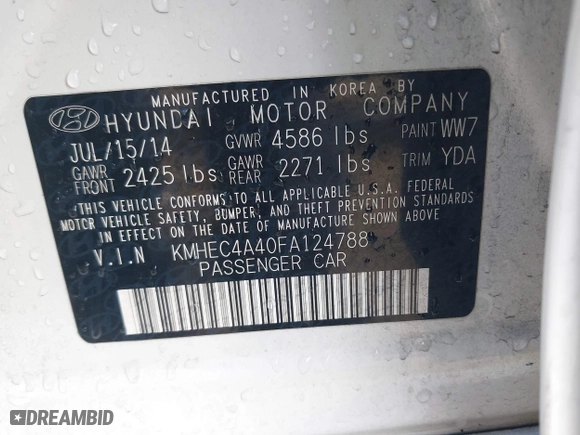 MANUFACTURED IN KOREA BY
HYUNDAI MOTOR COMPANY
JUL/15/14 GVWR 4586 lbs PAINT WW7
GAWR FRONT 2425 lbs GAWR REAR 2271 lbs TRIM YDA
THIS VEHICLE CONFORMS TO ALL APPLICABLE U.S.A. FEDERAL
MOTOR VEHICLE SAFETY, BUMPER, AND THEFT PREVENTION STANDARDS
IN EFFECT ON THE DATE OF MANUFACTURE SHOWN ABOVE.
V.I.N KMHEC4A40FA124788
PASSENGER CAR
DREAMBID